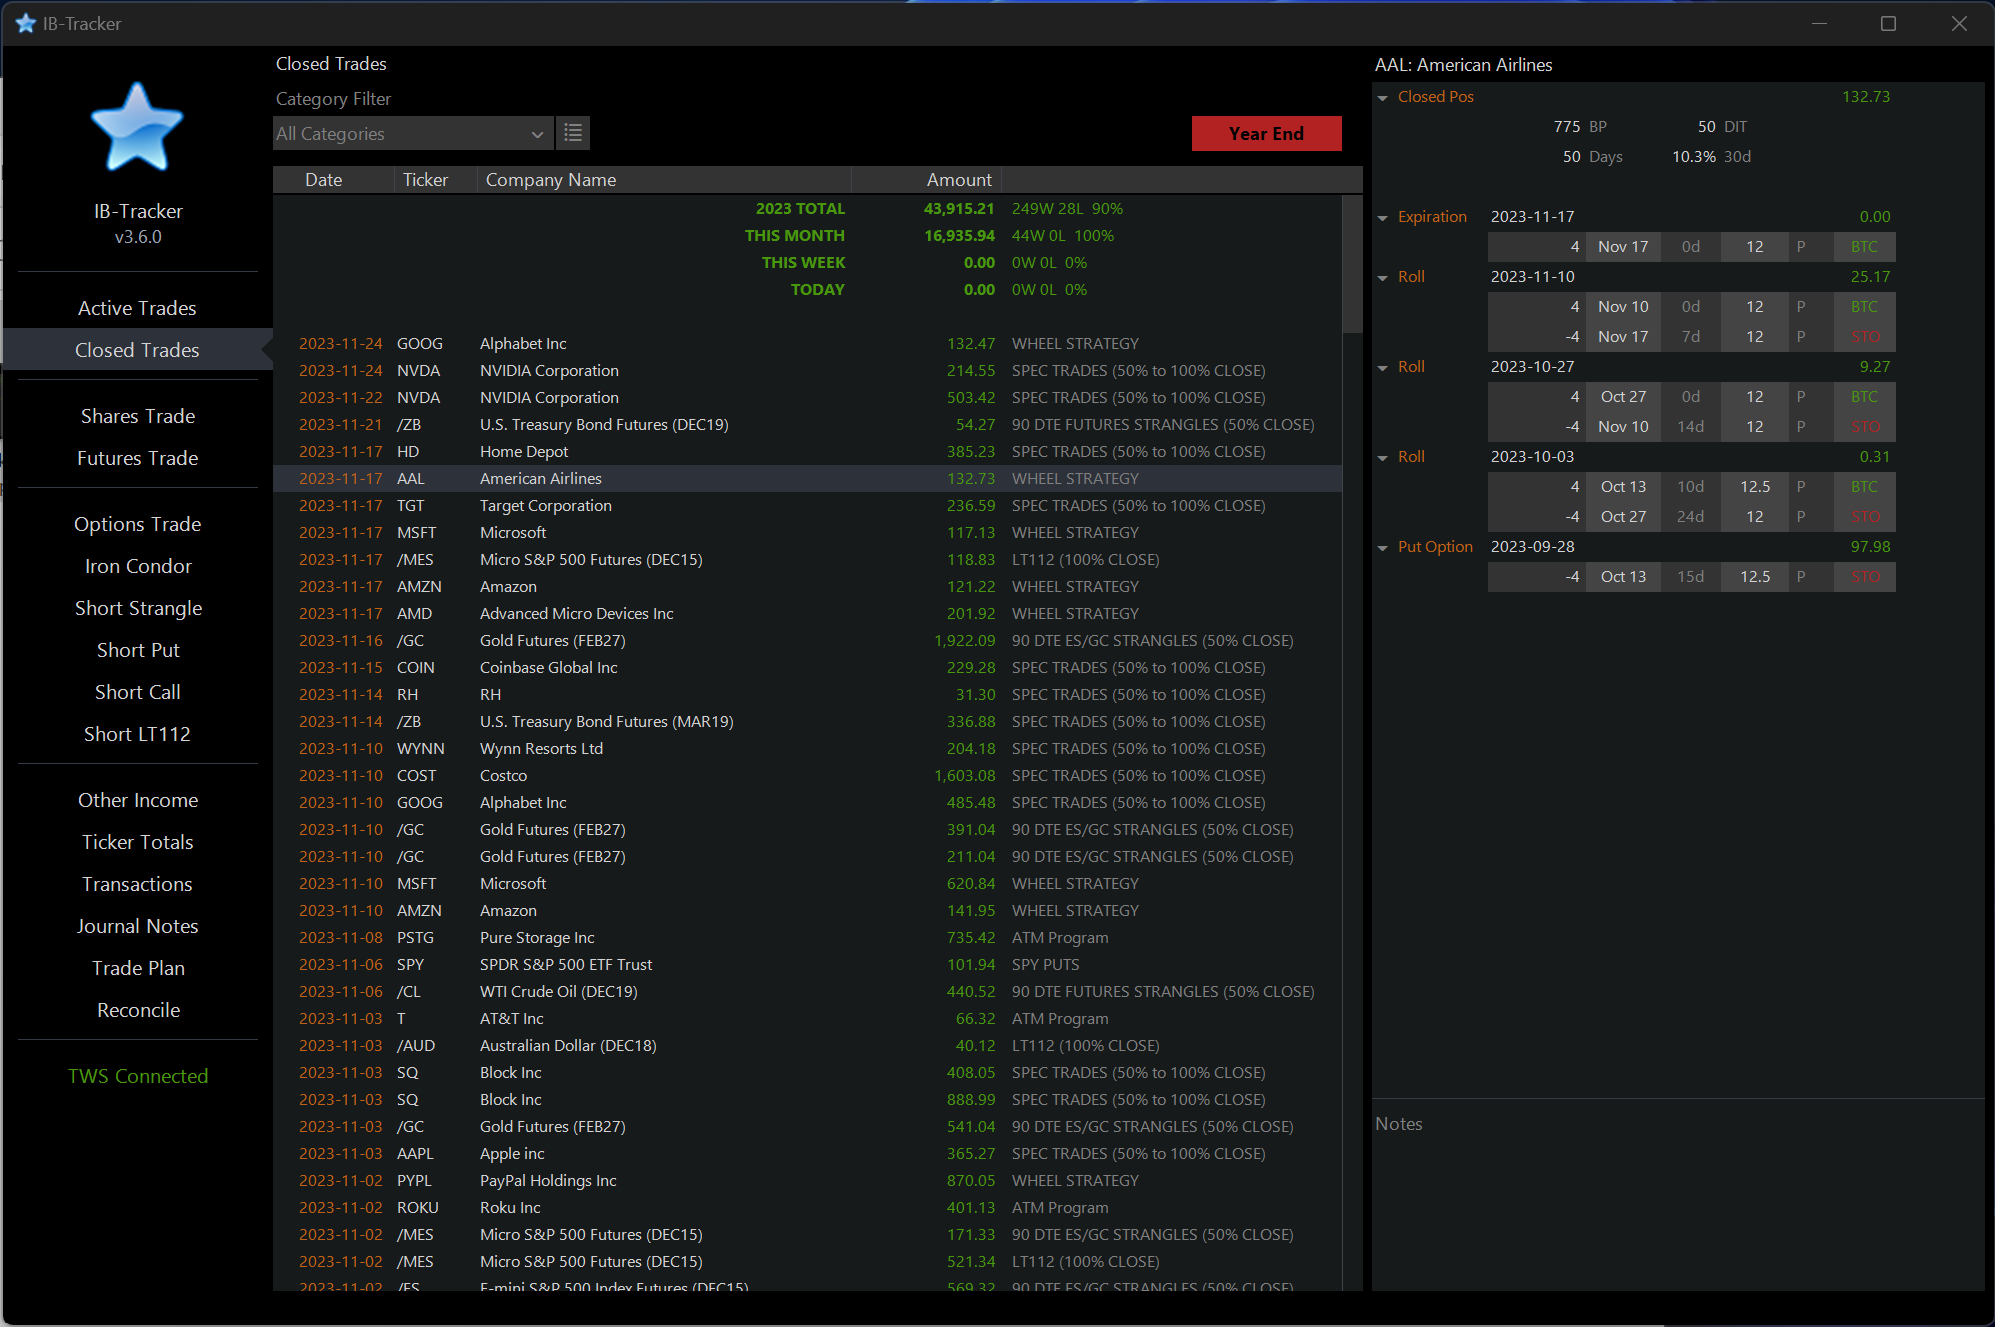 IB-Tracker
IB-Tracker
v3.6.0
Active Trades
Closed Trades
Shares Trade
Futures Trade
Options Trade
Iron Condor
Short Strangle
Short Put
Short Call
Short LT112
Other Income
Ticker Totals
Transactions
Journal Notes
Trade Plan
Reconcile
TWS Connected
Closed Trades
Category Filter
All Categories
Year End
Date Ticker Company Name Amount
2023 TOTAL 43,915.21 249W 28L 90%
THIS MONTH 16,935.94 44W 0L 100%
THIS WEEK 0.00 0W 0L 0%
TODAY 0.00 0W 0L 0%
2023-11-24 GOOG Alphabet Inc 132.47 WHEEL STRATEGY
2023-11-24 NVDA NVIDIA Corporation 214.55 SPEC TRADES (50% to 100% CLOSE)
2023-11-22 NVDA NVIDIA Corporation 503.42 SPEC TRADES (50% to 100% CLOSE)
2023-11-21 /ZB U.S. Treasury Bond Futures (DEC19) 54.27 90 DTE FUTURES STRANGLES (50% CLOSE)
2023-11-17 HD Home Depot 385.23 SPEC TRADES (50% to 100% CLOSE)
2023-11-17 AAL American Airlines 132.73 WHEEL STRATEGY
2023-11-17 TGT Target Corporation 236.59 SPEC TRADES (50% to 100% CLOSE)
2023-11-17 MSFT Microsoft 117.13 WHEEL STRATEGY
2023-11-17 /MES Micro S&P 500 Futures (DEC15) 118.83 LT112 (100% CLOSE)
2023-11-17 AMZN Amazon 121.22 WHEEL STRATEGY
2023-11-17 AMD Advanced Micro Devices Inc 201.92 WHEEL STRATEGY
2023-11-16 /GC Gold Futures (FEB27) 1,922.09 90 DTE ES/GC STRANGLES (50% CLOSE)
2023-11-15 COIN Coinbase Global Inc 229.28 SPEC TRADES (50% to 100% CLOSE)
2023-11-14 RH RH 31.30 SPEC TRADES (50% to 100% CLOSE)
2023-11-14 /ZB U.S. Treasury Bond Futures (MAR19) 336.88 SPEC TRADES (50% to 100% CLOSE)
2023-11-10 WYNN Wynn Resorts Ltd 204.18 SPEC TRADES (50% to 100% CLOSE)
2023-11-10 COST Costco 1,603.08 SPEC TRADES (50% to 100% CLOSE)
2023-11-10 GOOG Alphabet Inc 485.48 SPEC TRADES (50% to 100% CLOSE)
2023-11-10 /GC Gold Futures (FEB27) 391.04 90 DTE ES/GC STRANGLES (50% CLOSE)
2023-11-10 /GC Gold Futures (FEB27) 211.04 90 DTE ES/GC STRANGLES (50% CLOSE)
2023-11-10 MSFT Microsoft 620.84 WHEEL STRATEGY
2023-11-10 AMZN Amazon 141.95 WHEEL STRATEGY
2023-11-08 PSTG Pure Storage Inc 735.42 ATM Program
2023-11-06 SPY SPDR S&P 500 ETF Trust 101.94 SPY PUTS
2023-11-06 /CL WTI Crude Oil (DEC19) 440.52 90 DTE FUTURES STRANGLES (50% CLOSE)
2023-11-03 T AT&T Inc 66.32 ATM Program
2023-11-03 /AUD Australian Dollar (DEC18) 40.12 LT112 (100% CLOSE)
2023-11-03 SQ Block Inc 408.05 SPEC TRADES (50% to 100% CLOSE)
2023-11-03 SQ Block Inc 888.99 SPEC TRADES (50% to 100% CLOSE)
2023-11-03 /GC Gold Futures (FEB27) 541.04 90 DTE ES/GC STRANGLES (50% CLOSE)
2023-11-03 AAPL Apple inc 365.27 SPEC TRADES (50% to 100% CLOSE)
2023-11-02 PYPL PayPal Holdings Inc 870.05 WHEEL STRATEGY
2023-11-02 ROKU Roku Inc 401.13 ATM Program
2023-11-02 /MES Micro S&P 500 Futures (DEC15) 171.33 90 DTE ES/GC STRANGLES (50% CLOSE)
2023-11-02 /MES Micro S&P 500 Futures (DEC15) 521.34 LT112 (100% CLOSE)
2023-11-02 /ES E-mini S&P 500 Index Futures (DEC15) 569.32 90 DTE ES/GC STRANGLES (50% CLOSE)
AAL: American Airlines
Closed Pos 132.73
775 BP 50 DIT
50 Days 10.3% 30d
Expiration 2023-11-17 0.00
4 Nov 17 0d 12 P BTC
Roll 2023-11-10 25.17
4 Nov 10 0d 12 P BTC
-4 Nov 17 7d 12 P STO
Roll 2023-10-27 9.27
4 Oct 27 0d 12 P BTC
-4 Nov 10 14d 12 P STO
Roll 2023-10-03 0.31
4 Oct 13 10d 12.5 P BTC
-4 Oct 27 24d 12 P STO
Put Option 2023-09-28 97.98
-4 Oct 13 15d 12.5 P STO
Notes